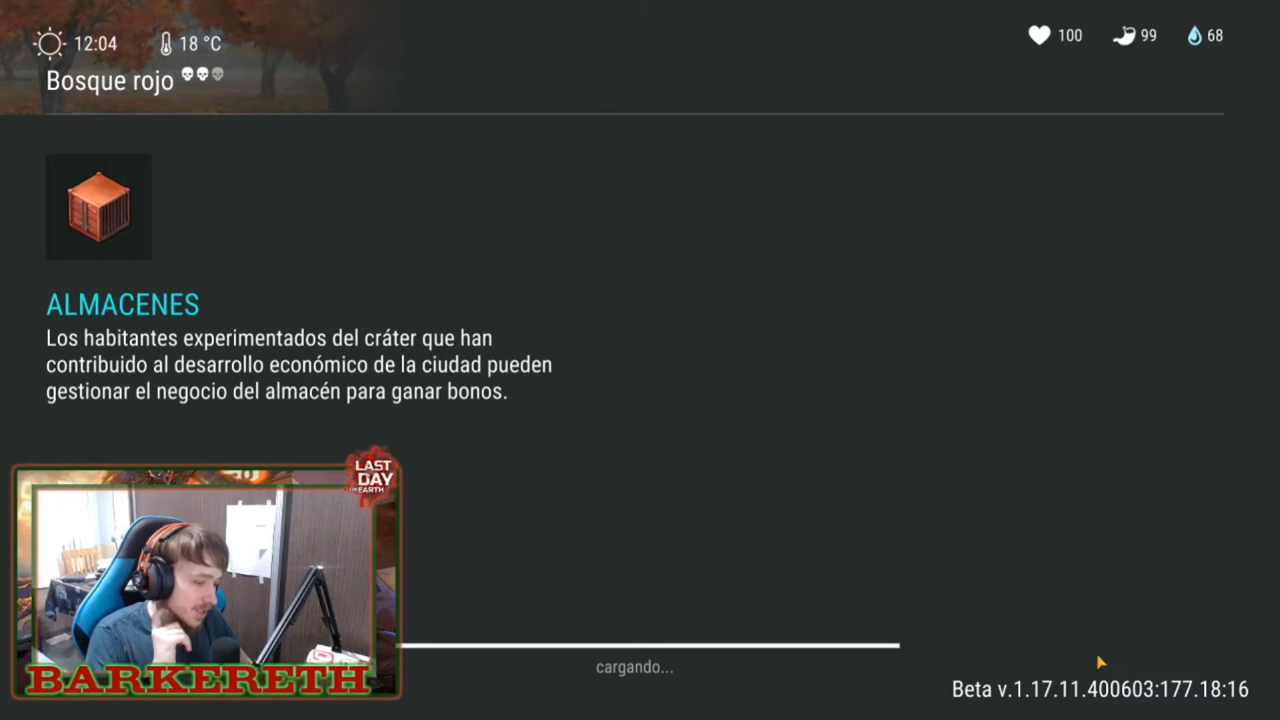 12:04
18 °C
100
99
68
Bosque rojo
ALMACENES
Los habitantes experimentados del cráter que han
contribuido al desarrollo económico de la ciudad pueden
gestionar el negocio del almacén para ganar bonos.
LAST
DAY
ON EARTH
BARKERETH
cargando...
Beta v.1.17.11.400603:177.18:16